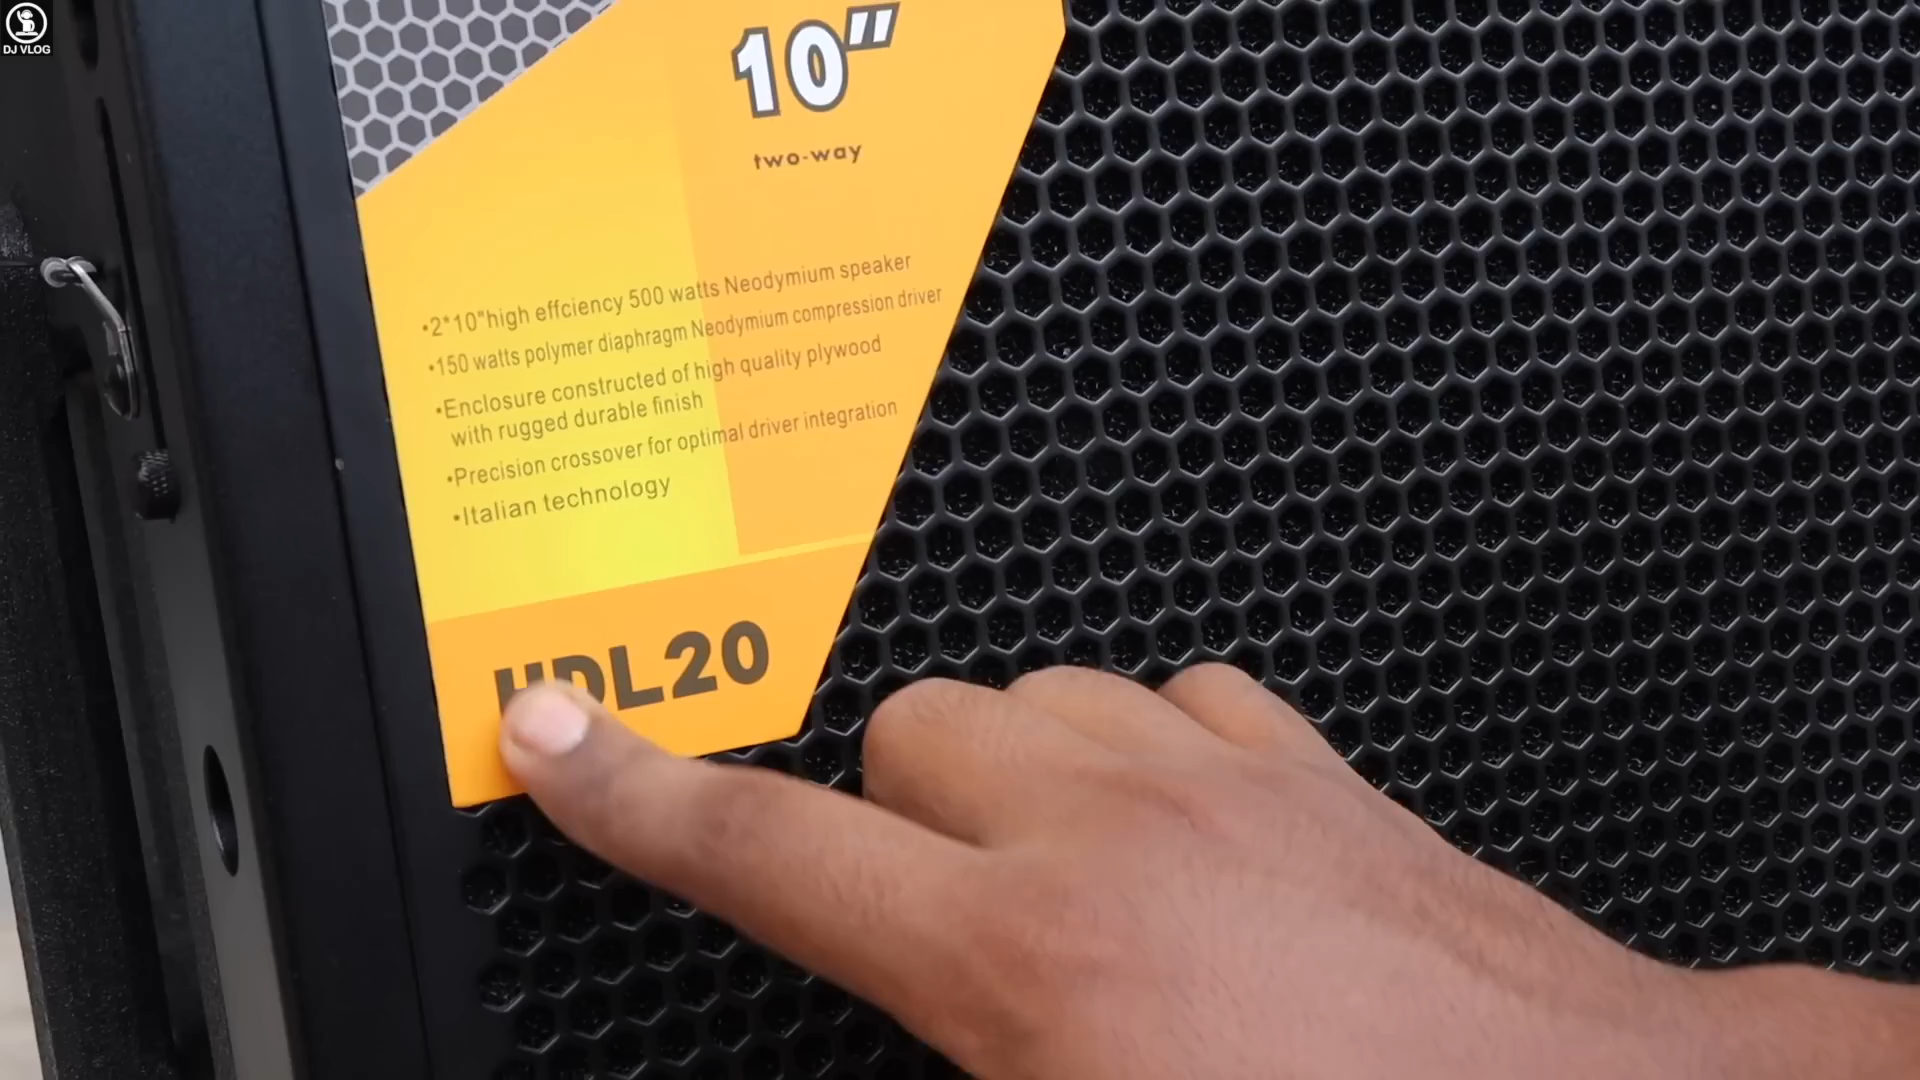 DJ VLOG
10"
two-way
•2*10"high effciency 500 watts Neodymium speaker
•150 watts polymer diaphragm Neodymium compression driver
•Enclosure constructed of high quality plywood
with rugged durable finish
•Precision crossover for optimal driver integration
•Italian technology
HDL20